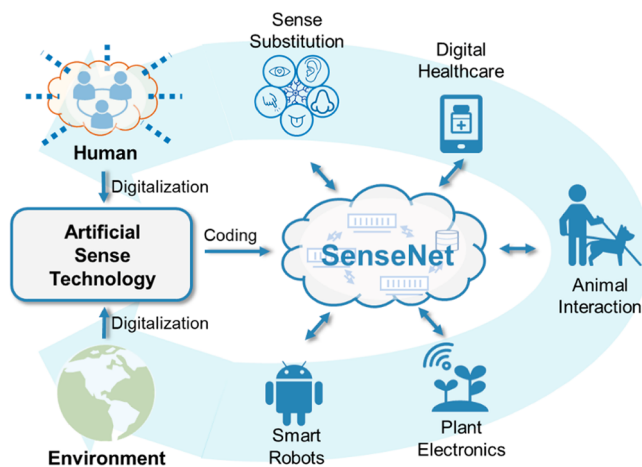 Sense
Substitution
Digital
Healthcare
Human
Digitalization
Artificial
Sense
Technology
Coding
SenseNet
Animal
Interaction
Digitalization
Environment
Smart
Robots
Plant
Electronics